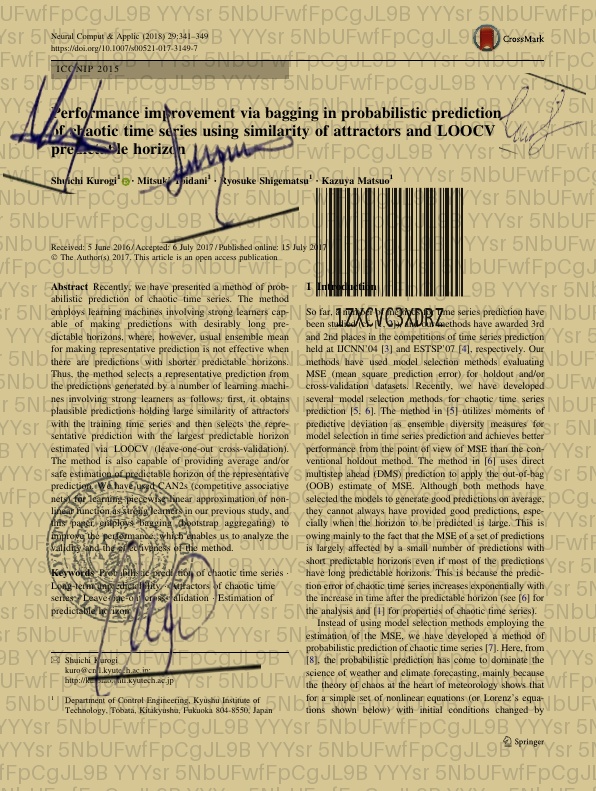 Neural Comput & Applic (2018) 29:341–349
https://doi.org/10.1007/s00521-017-3149-7
CrossMark
ICONIP 2015
Performance improvement via bagging in probabilistic prediction
of chaotic time series using similarity of attractors and LOOCV
predictable horizon
Shuichi Kurogi1 · Mitsuki Toidani1 · Ryosuke Shigematsu1 · Kazuya Matsuo1
Received: 5 June 2016 / Accepted: 6 July 2017 / Published online: 15 July 2017
© The Author(s) 2017. This article is an open access publication
Abstract Recently, we have presented a method of prob-
abilistic prediction of chaotic time series. The method
employs learning machines involving strong learners cap-
able of making predictions with desirably long pre-
dictable horizons, where, however, usual ensemble mean
for making representative prediction is not effective when
there are predictions with shorter predictable horizons.
Thus, the method selects a representative prediction from
the predictions generated by a number of learning machi-
nes involving strong learners as follows: first, it obtains
plausible predictions holding large similarity of attractors
with the training time series and then selects the repre-
sentative prediction with the largest predictable horizon
estimated via LOOCV (leave-one-out cross-validation).
The method is also capable of providing average and/or
safe estimation of predictable horizon of the representative
prediction. We have used CAN2s (competitive associative
nets) for learning piecewise linear approximation of non-
linear function as strong learners in our previous study, and
this paper employs bagging (bootstrap aggregating) to
improve the performance, which enables us to analyze the
validity and the effectiveness of the method.
Keywords Probabilistic prediction of chaotic time series ·
Long-term predictability · Attractors of chaotic time
series · Leave-one-out cross-validation · Estimation of
predictable horizon
Shuichi Kurogi
kuro@cntl.kyutech.ac.jp;
1 Department of Control Engineering, Kyushu Institute of
Technology, Tobata, Kitakyushu, Fukuoka 804-8550, Japan
1 Introduction
So far, a number of methods for time series prediction have
been studied ([1, 2]), and our methods have awarded 3rd
and 2nd places in the competitions of time series prediction
held at IJCNN'04 [3] and ESTSP'07 [4], respectively. Our
methods have used model selection methods evaluating
MSE (mean square prediction error) for holdout and/or
cross-validation datasets. Recently, we have developed
several model selection methods for chaotic time series
prediction [5, 6]. The method in [5] utilizes moments of
predictive deviation as ensemble diversity measures for
model selection in time series prediction and achieves better
performance from the point of view of MSE than the con-
ventional holdout method. The method in [6] uses direct
multistep ahead (DMS) prediction to apply the out-of-bag
(OOB) estimate of MSE. Although both methods have
selected the models to generate good predictions on average,
they cannot always have provided good predictions, espe-
cially when the horizon to be predicted is large. This is
owing mainly to the fact that the MSE of a set of predictions
is largely affected by a small number of predictions with
short predictable horizons even if most of the predictions
have long predictable horizons. This is because the predic-
tion error of chaotic time series increases exponentially with
the increase in time after the predictable horizon (see [6] for
the analysis and [1] for properties of chaotic time series).
Instead of using model selection methods employing the
estimation of the MSE, we have developed a method of
probabilistic prediction of chaotic time series [7]. Here, from
[8], the probabilistic prediction has come to dominate the
science of weather and climate forecasting, mainly because
the theory of chaos at the heart of meteorology shows that
for a simple set of nonlinear equations (or Lorenz's equa-
tions shown below) with initial conditions changed by
Springer